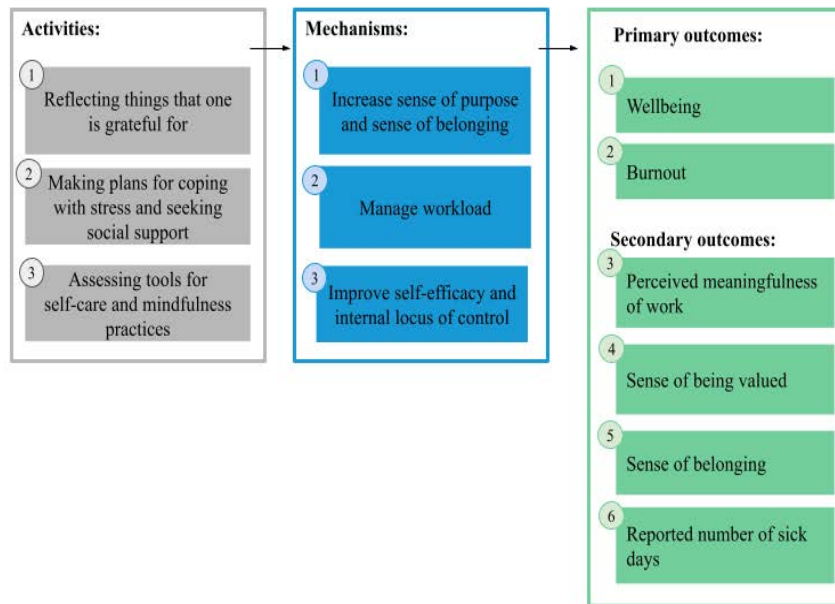 Activities:
1
Reflecting things that one
is grateful for
2
Making plans for coping
with stress and seeking
social support
3
Assessing tools for
self-care and mindfulness
practices
Mechanisms:
1
Increase sense of purpose
and sense of belonging
2
Manage workload
3
Improve self-efficacy and
internal locus of control
Primary outcomes:
1
Wellbeing
2
Burnout
Secondary outcomes:
3
Perceived meaningfulness
of work
4
Sense of being valued
5
Sense of belonging
6
Reported number of sick
days